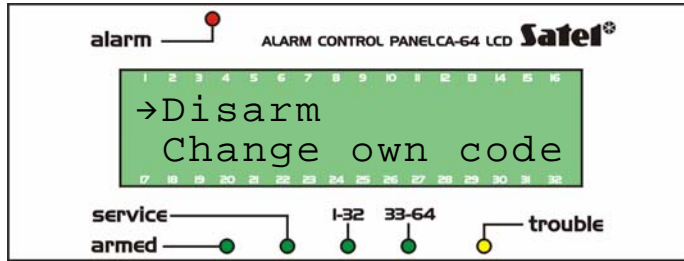 alarm ALARM CONTROL PANELCA-64 LCD Satel®
1 2 3 4 5 6 7 8 9 10 11 12 13 14 15 16
→Disarm
Change own code
17 18 19 20 21 22 23 24 25 26 27 28 29 30 31 32
service 1-32 33-64 trouble
armed